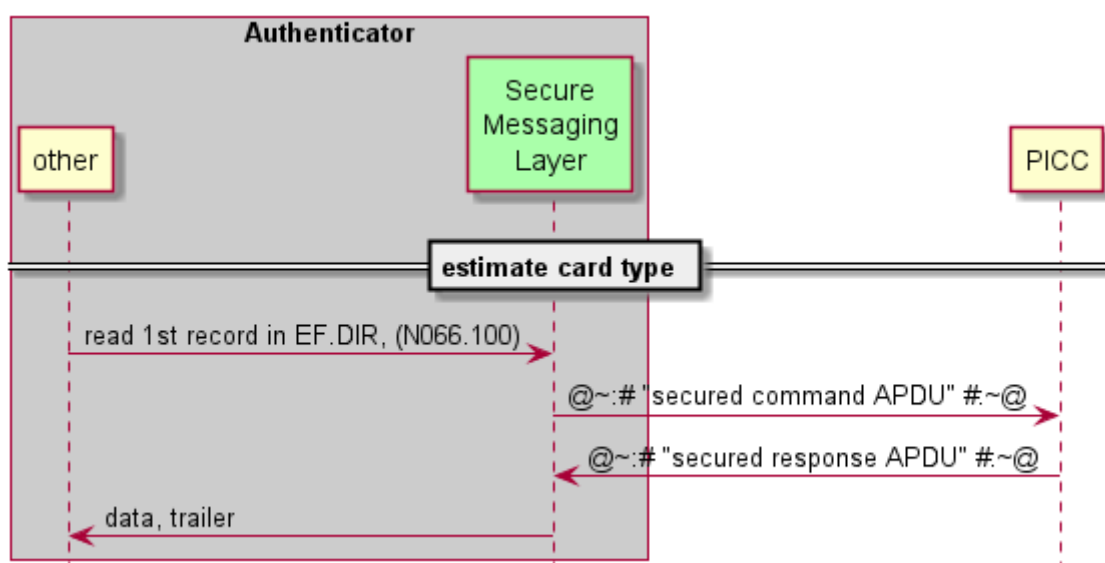 Authenticator
Secure
Messaging
Layer
other
PICC
estimate card type
read 1st record in EF.DIR, (N066.100)
@~:# "secured command APDU" #:~@
@~:# "secured response APDU" #:~@
data, trailer